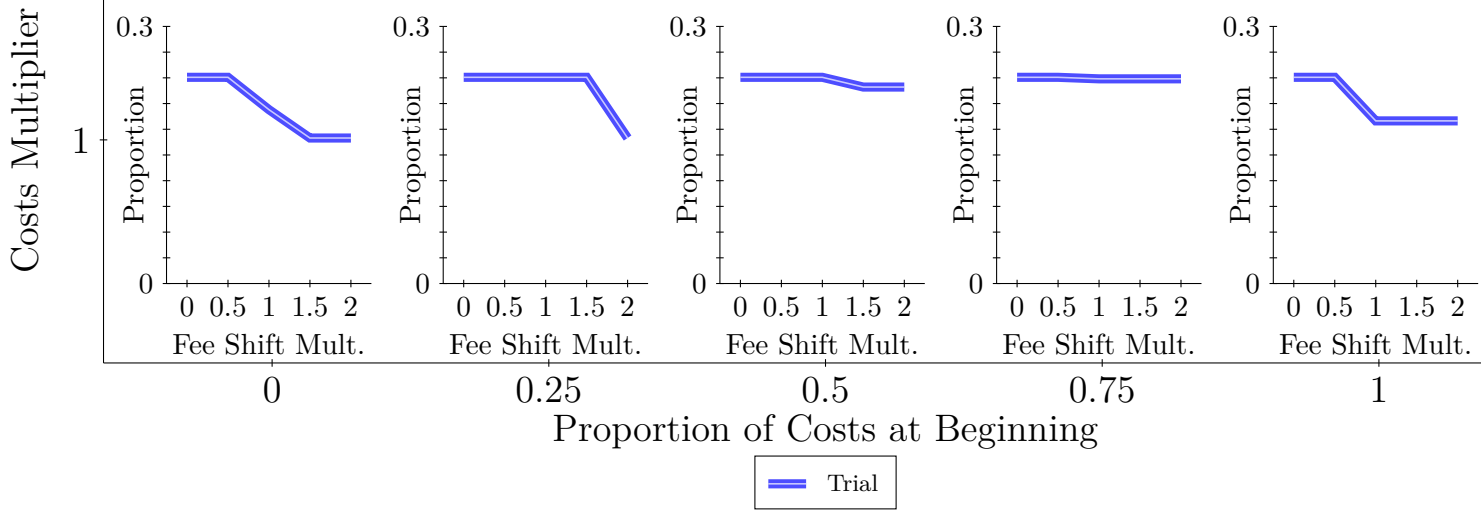 Costs Multiplier
1
0.3
Proportion
0
0 0.5 1 1.5 2
Fee Shift Mult.
0.3
Proportion
0
0 0.5 1 1.5 2
Fee Shift Mult.
0.3
Proportion
0
0 0.5 1 1.5 2
Fee Shift Mult.
0.3
Proportion
0
0 0.5 1 1.5 2
Fee Shift Mult.
0.3
Proportion
0
0 0.5 1 1.5 2
Fee Shift Mult.
0 0.25 0.5 0.75 1
Proportion of Costs at Beginning
Trial